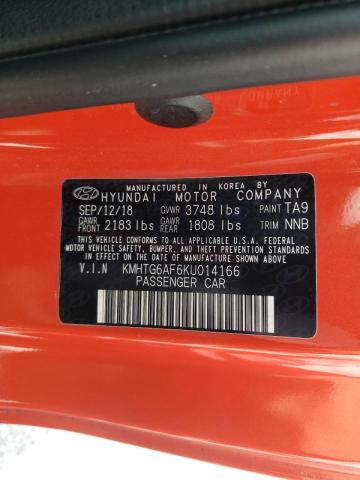 MANUFACTURED IN KOREA BY
HYUNDAI MOTOR COMPANY
SEP/12/18 GVWR 3748 lbs PAINT TA9
GAWR FRONT 2183 lbs GAWR REAR 1808 lbs TRIM NNB
THIS VEHICLE CONFORMS TO ALL APPLICABLE U.S. FEDERAL
MOTOR VEHICLE SAFETY, BUMPER, AND THEFT PREVENTION
STANDARDS IN EFFECT ON THE DATE OF
MANUFACTURE SHOWN ABOVE.
V.I.N KMHTG6AF6KU014166
PASSENGER CAR